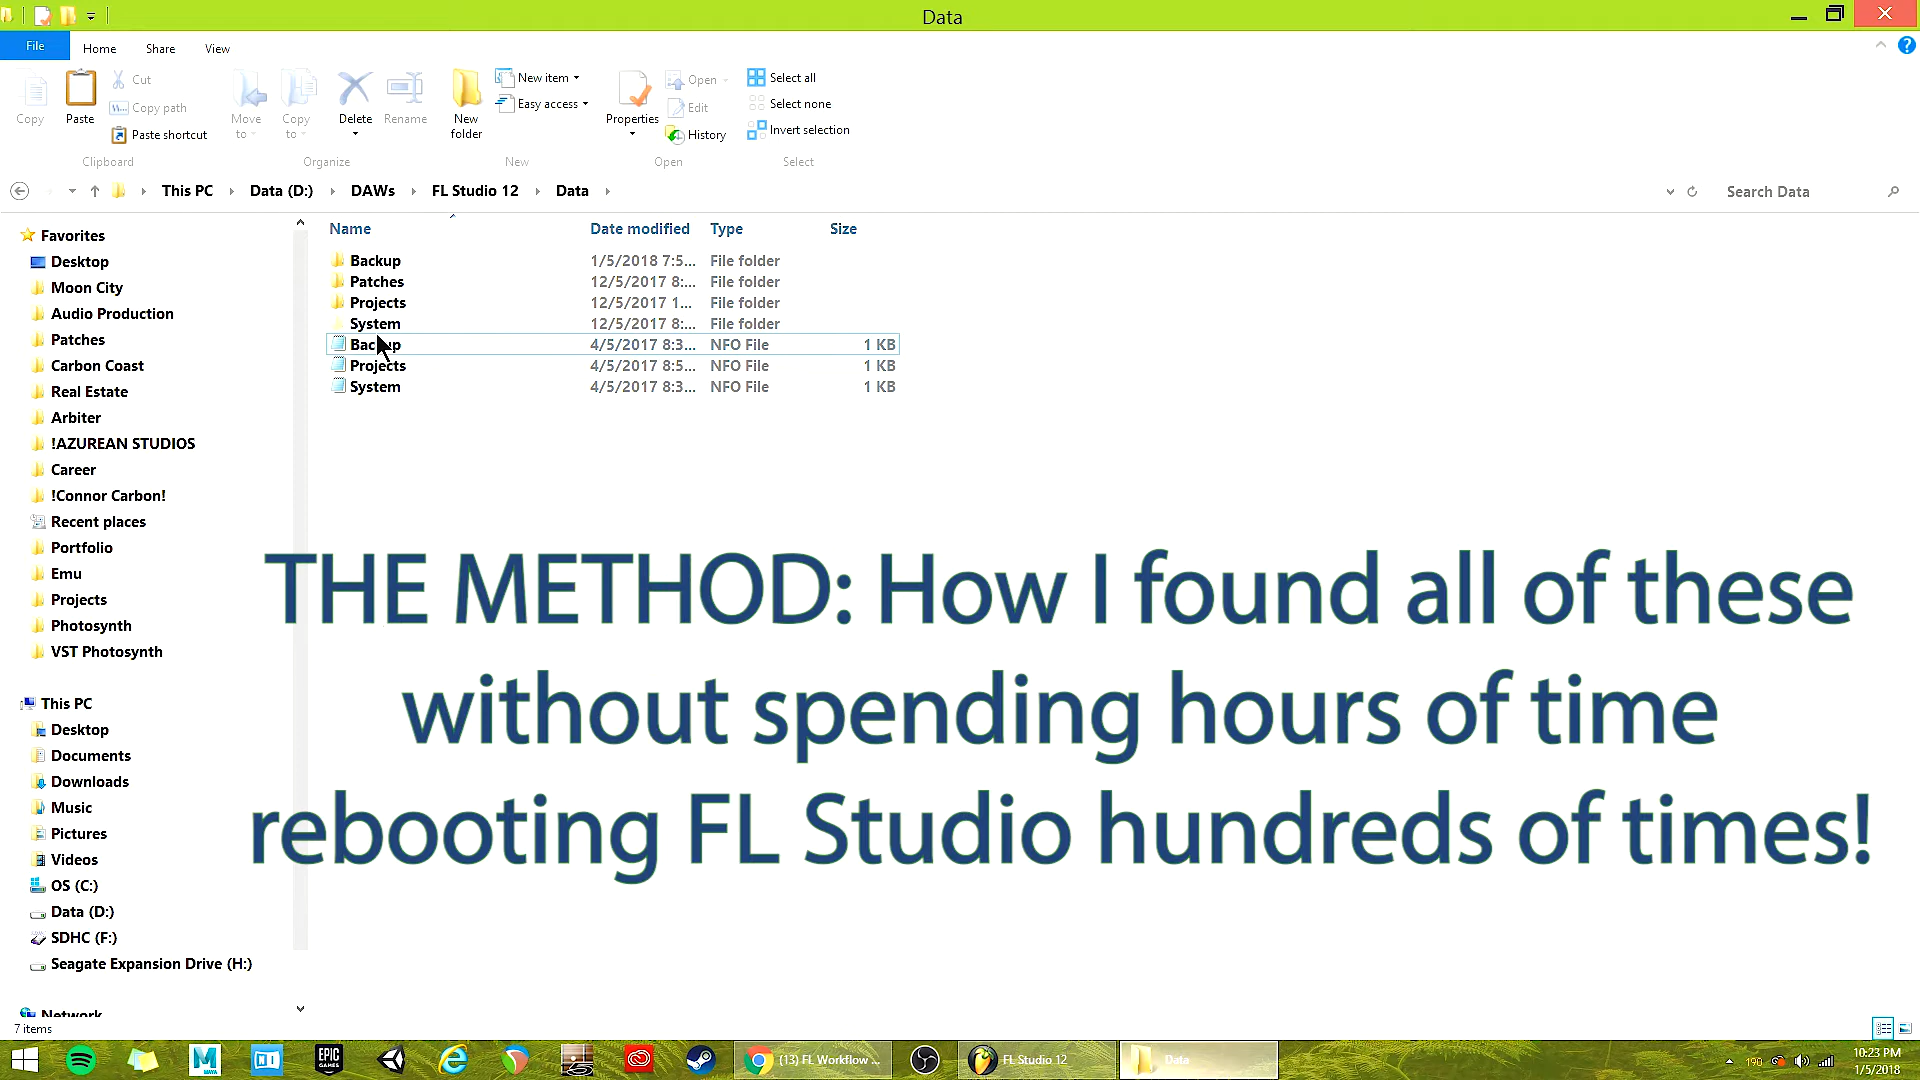 Data
File
Home
Share
View
Copy
Paste
Cut
Copy path
Paste shortcut
Clipboard
Move to
Copy to
Delete
Rename
Organize
New folder
New item
Easy access
New
Properties
Open
Edit
History
Open
Select all
Select none
Invert selection
Select
This PC
Data (D:)
DAWs
FL Studio 12
Data
Search Data
Name
Date modified
Type
Size
Backup 1/5/2018 7:5... File folder
Patches 12/5/2017 8:... File folder
Projects 12/5/2017 1... File folder
System 12/5/2017 8:... File folder
Backup 4/5/2017 8:3... NFO File 1 KB
Projects 4/5/2017 8:5... NFO File 1 KB
System 4/5/2017 8:3... NFO File 1 KB
Favorites
Desktop
Moon City
Audio Production
Patches
Carbon Coast
Real Estate
Arbiter
!AZUREAN STUDIOS
Career
!Connor Carbon!
Recent places
Portfolio
Emu
Projects
Photosynth
VST Photosynth
This PC
Desktop
Documents
Downloads
Music
Pictures
Videos
OS (C:)
Data (D:)
SDHC (F:)
Seagate Expansion Drive (H:)
Network
THE METHOD: How I found all of these
without spending hours of time
rebooting FL Studio hundreds of times!
7 items
MAYA
EPIC GAMES
(13) FL Workflow ...
FL Studio 12
Data
190
10:23 PM
1/5/2018